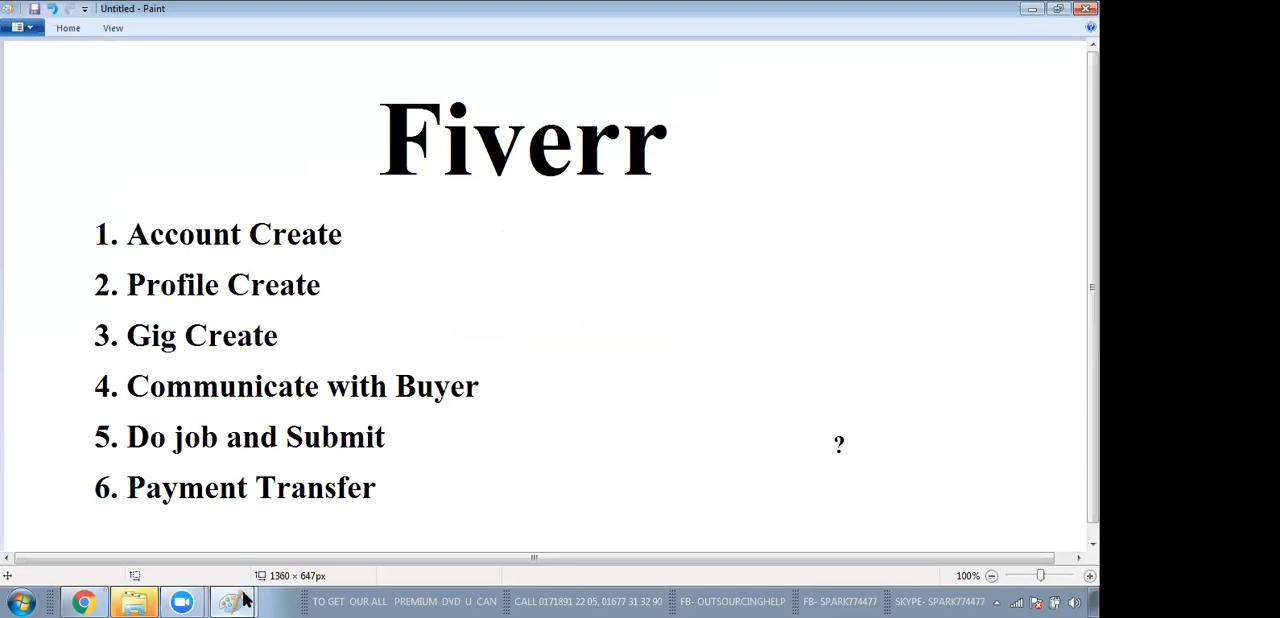 Untitled - Paint
Home View
Fiverr
1. Account Create
2. Profile Create
3. Gig Create
4. Communicate with Buyer
5. Do job and Submit
?
6. Payment Transfer
1360 × 647px
100%
TO GET OUR ALL PREMIUM DVD U CAN CALL 0171891 22 05, 01677 31 32 90 FB- OUTSOURCINGHELP FB- SPARK774477 SKYPE- SPARK774477